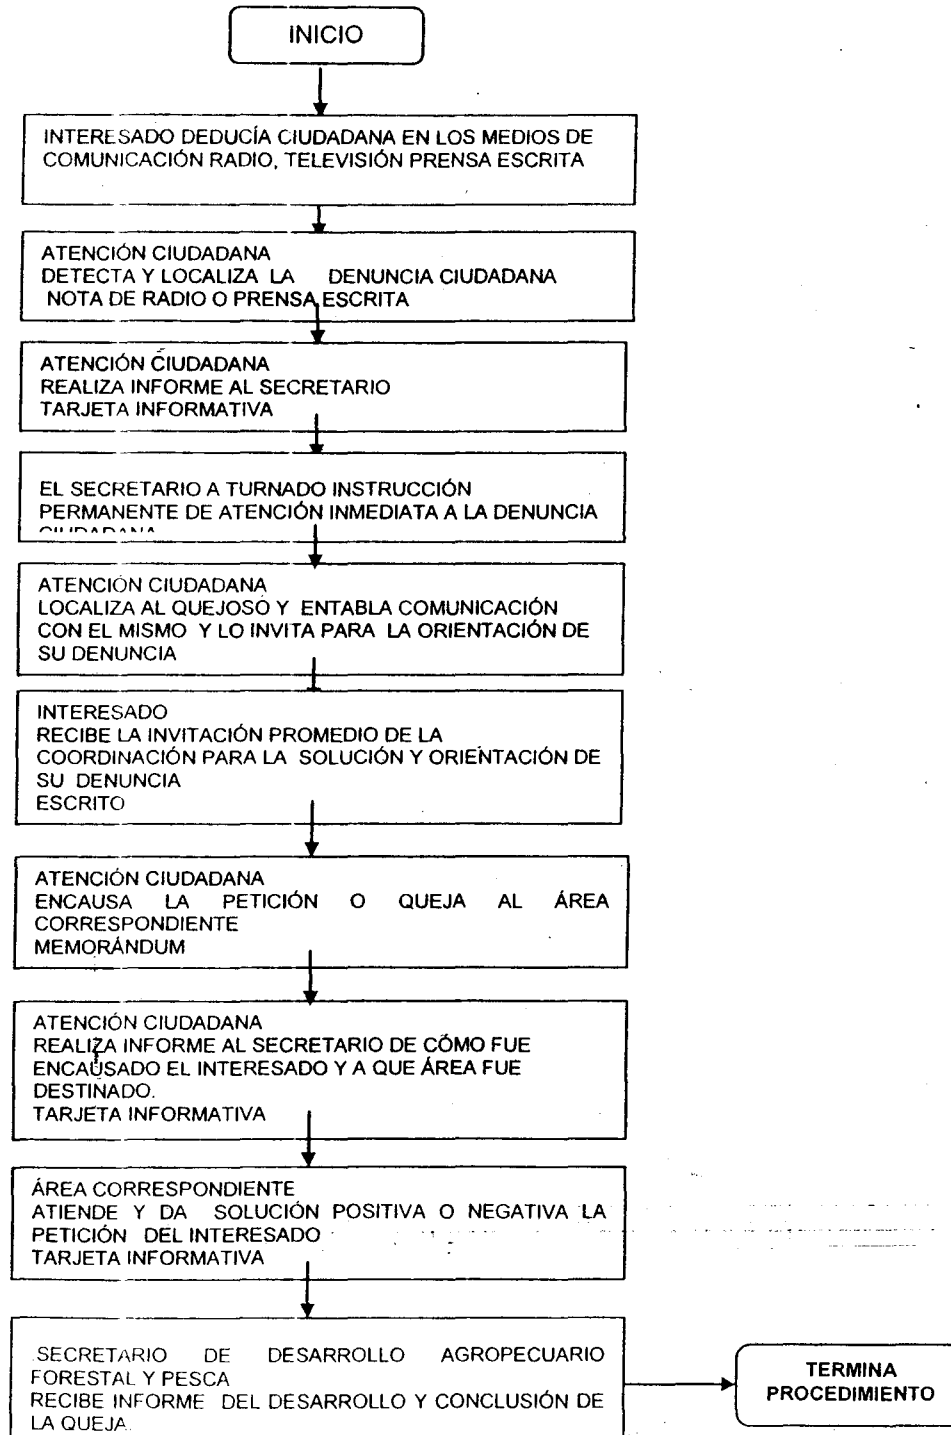 INICIO
INTERESADO DEDUCÍA CIUDADANA EN LOS MEDIOS DE
COMUNICACIÓN RADIO, TELEVISIÓN PRENSA ESCRITA
ATENCIÓN CIUDADANA
DETECTA Y LOCALIZA LA DENUNCIA CIUDADANA
NOTA DE RADIO O PRENSA ESCRITA
ATENCIÓN CIUDADANA
REALIZA INFORME AL SECRETARIO
TARJETA INFORMATIVA
EL SECRETARIO A TURNADO INSTRUCCIÓN
PERMANENTE DE ATENCIÓN INMEDIATA A LA DENUNCIA
CIUDADANA
ATENCIÓN CIUDADANA
LOCALIZA AL QUEJOSO Y ENTABLA COMUNICACIÓN
CON EL MISMO Y LO INVITA PARA LA ORIENTACIÓN DE
SU DENUNCIA
INTERESADO
RECIBE LA INVITACIÓN PROMEDIO DE LA
COORDINACIÓN PARA LA SOLUCIÓN Y ORIENTACIÓN DE
SU DENUNCIA
ESCRITO
ATENCIÓN CIUDADANA
ENCAUSA LA PETICIÓN O QUEJA AL ÁREA
CORRESPONDIENTE
MEMORÁNDUM
ATENCIÓN CIUDADANA
REALIZA INFORME AL SECRETARIO DE CÓMO FUE
ENCAUSADO EL INTERESADO Y A QUE ÁREA FUE
DESTINADO.
TARJETA INFORMATIVA
ÁREA CORRESPONDIENTE
ATIENDE Y DA SOLUCIÓN POSITIVA O NEGATIVA LA
PETICIÓN DEL INTERESADO
TARJETA INFORMATIVA
SECRETARIO DE DESARROLLO AGROPECUARIO
FORESTAL Y PESCA
RECIBE INFORME DEL DESARROLLO Y CONCLUSIÓN DE
LA QUEJA.
TERMINA
PROCEDIMIENTO